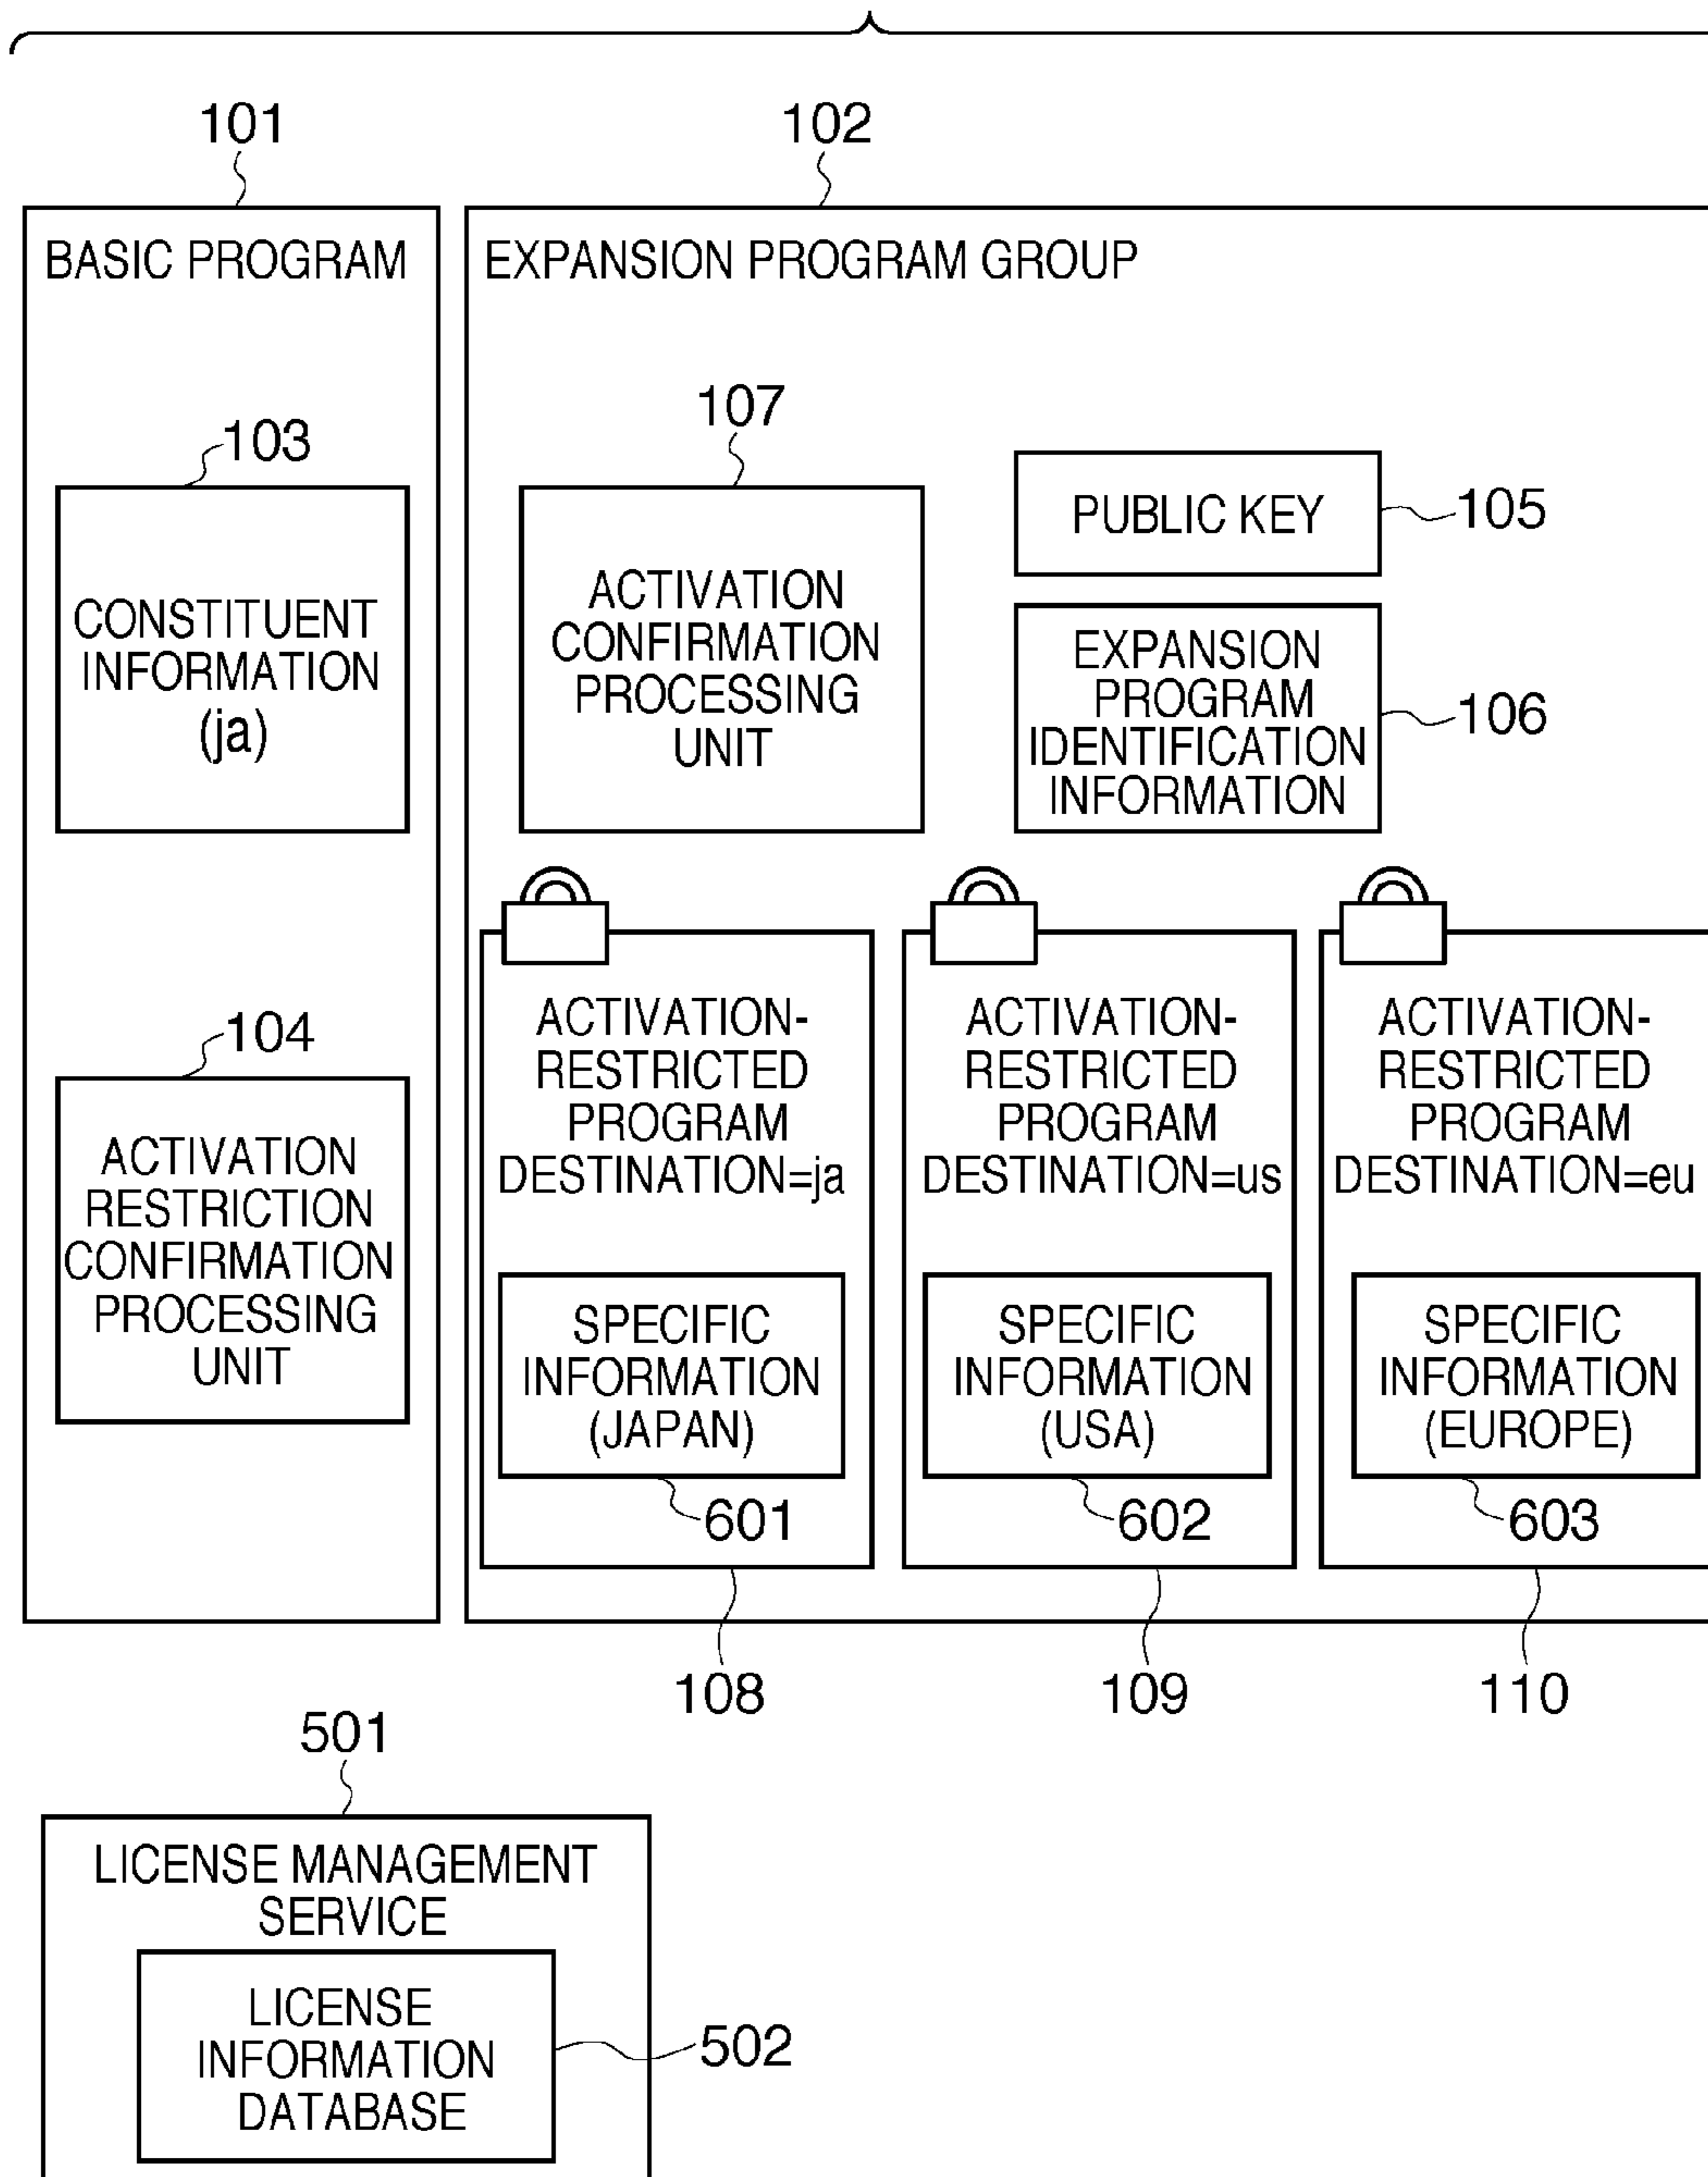 101
102
BASIC PROGRAM
EXPANSION PROGRAM GROUP
103
CONSTITUENT
INFORMATION
(ja)
104
ACTIVATION
RESTRICTION
CONFIRMATION
PROCESSING
UNIT
107
ACTIVATION
CONFIRMATION
PROCESSING
UNIT
PUBLIC KEY
105
EXPANSION
PROGRAM
IDENTIFICATION
INFORMATION
106
ACTIVATION-
RESTRICTED
PROGRAM
DESTINATION=ja
SPECIFIC
INFORMATION
(JAPAN)
601
108
ACTIVATION-
RESTRICTED
PROGRAM
DESTINATION=us
SPECIFIC
INFORMATION
(USA)
602
109
ACTIVATION-
RESTRICTED
PROGRAM
DESTINATION=eu
SPECIFIC
INFORMATION
(EUROPE)
603
110
501
LICENSE MANAGEMENT
SERVICE
LICENSE
INFORMATION
DATABASE
502